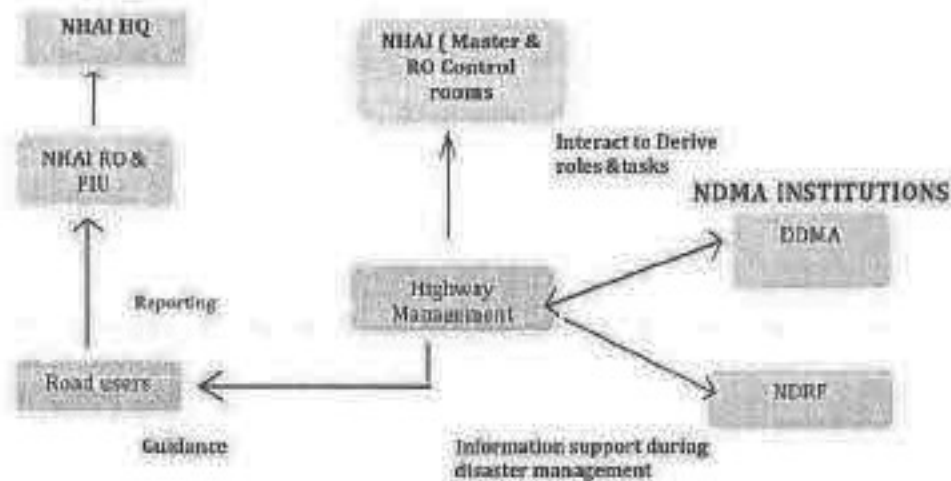 NHAI HQ
NHAI ( Master &
RO Control
rooms
NHAI RO &
PIU
Interact to Derive
roles &tasks
NDMA INSTITUTIONS
DDMA
Highway
Management
Reporting
Road users
NDRF
Guidance
Information support during
disaster management